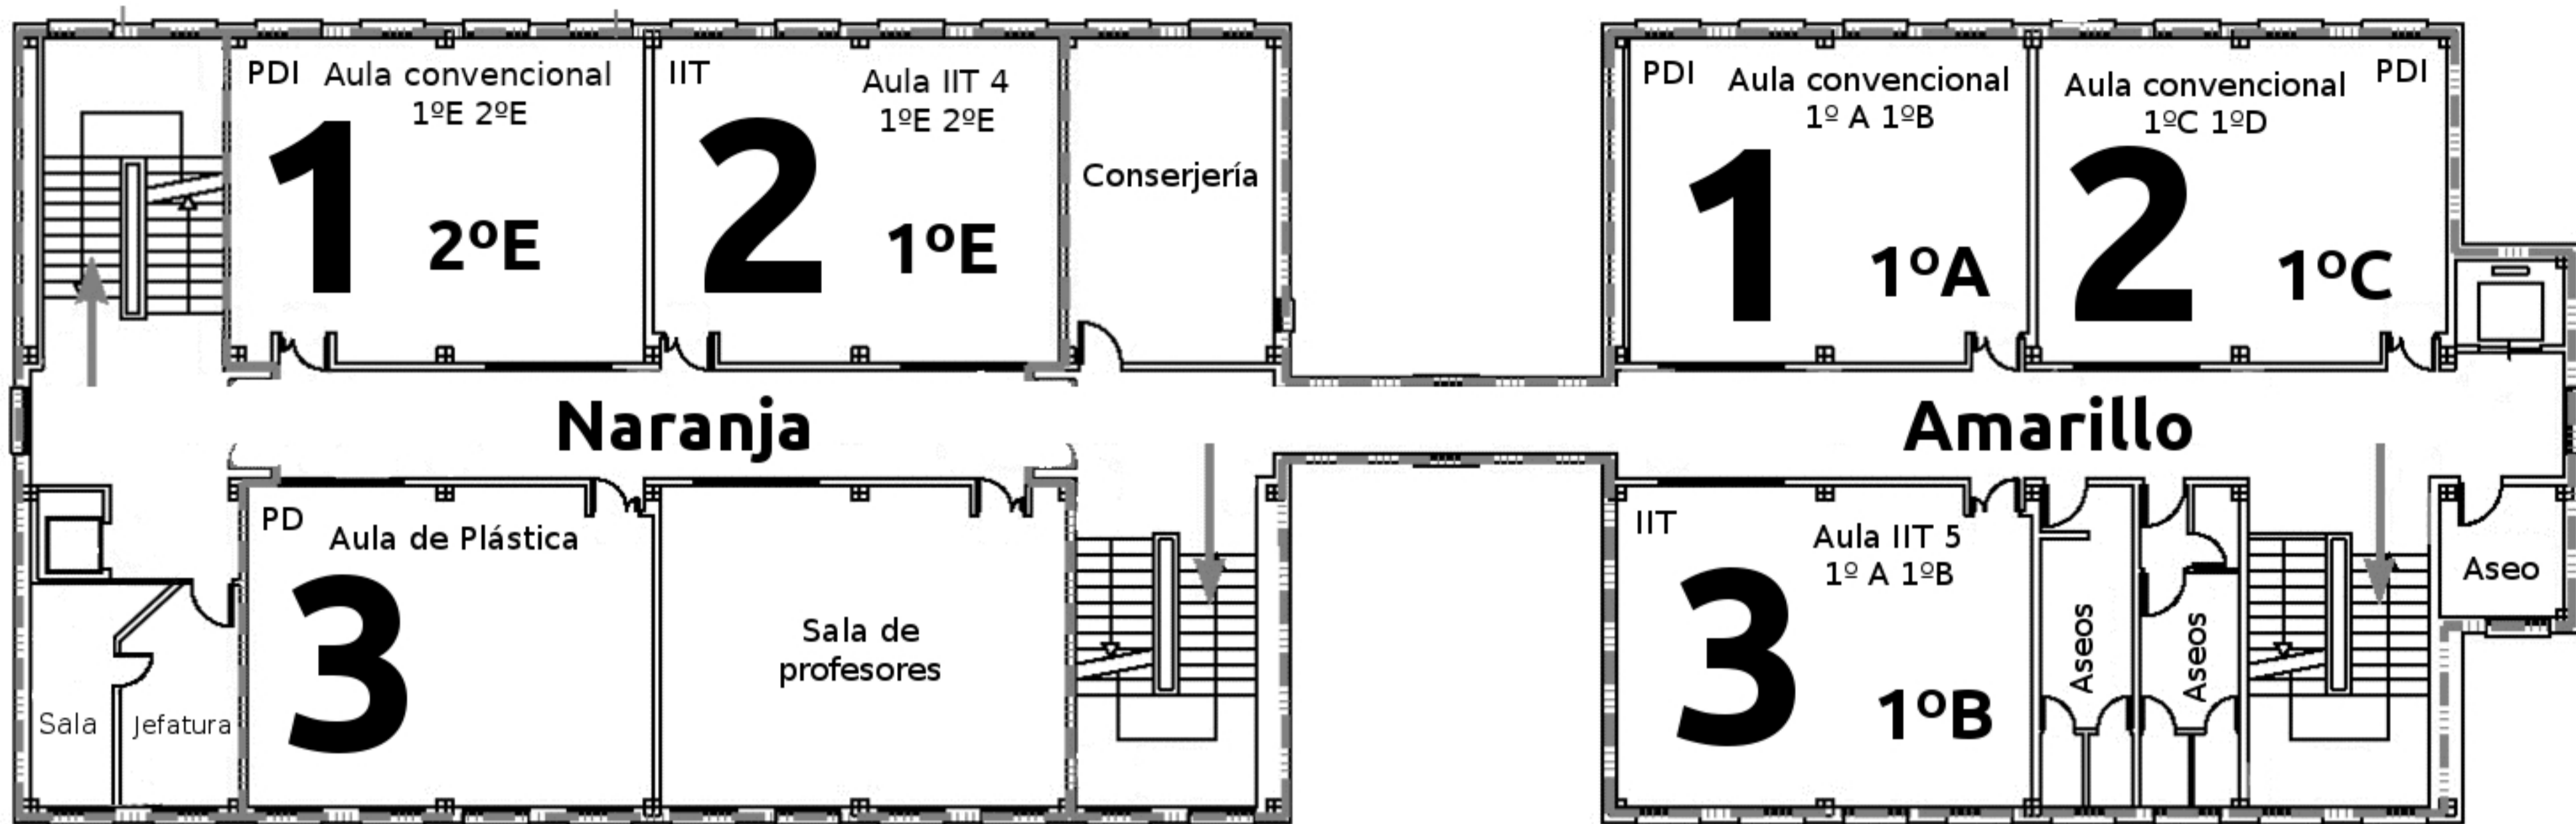 PDI
Aula convencional
1ºE 2ºE
1
2ºE
IIT
Aula IIT 4
1ºE 2ºE
2
1ºE
Conserjería
PDI
Aula convencional
1º A 1ºB
1
1ºA
Aula convencional
1ºC 1ºD
PDI
2
1ºC
Naranja
Amarillo
PD
Aula de Plástica
3
Sala
Jefatura
Sala de
profesores
IIT
Aula IIT 5
1º A 1ºB
3
1ºB
Aseos
Aseos
Aseo